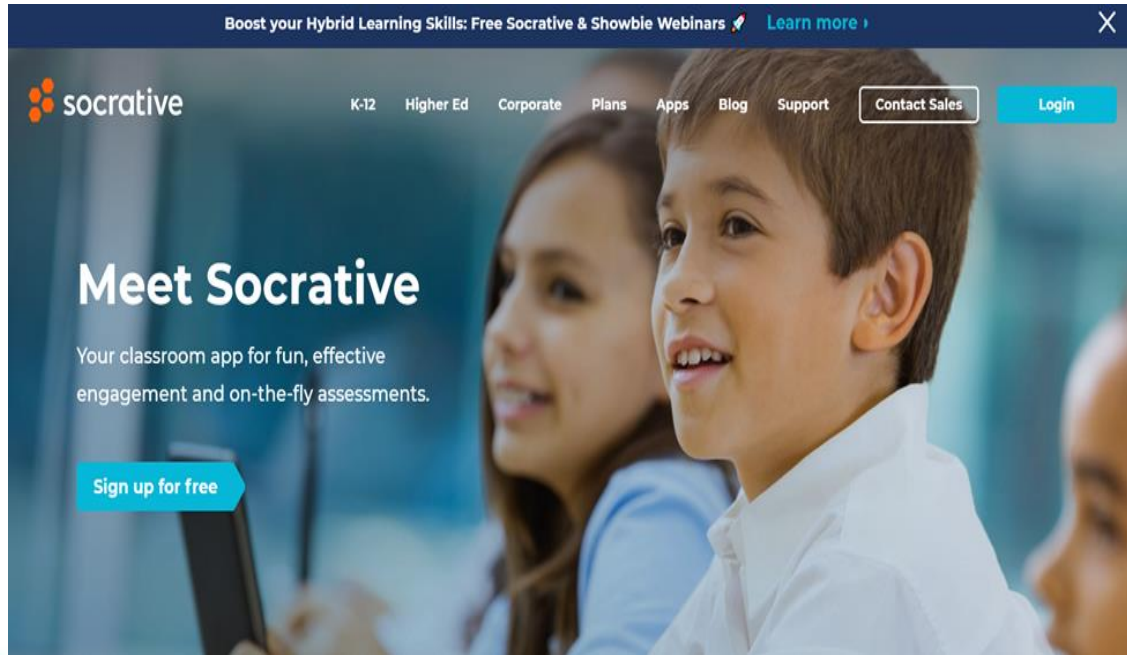 Boost your Hybrid Learning Skills: Free Socrative & Showbie Webinars 🚀 Learn more ›
X
socrative
K-12 Higher Ed Corporate Plans Apps Blog Support Contact Sales Login
Meet Socrative
Your classroom app for fun, effective
engagement and on-the-fly assessments.
Sign up for free